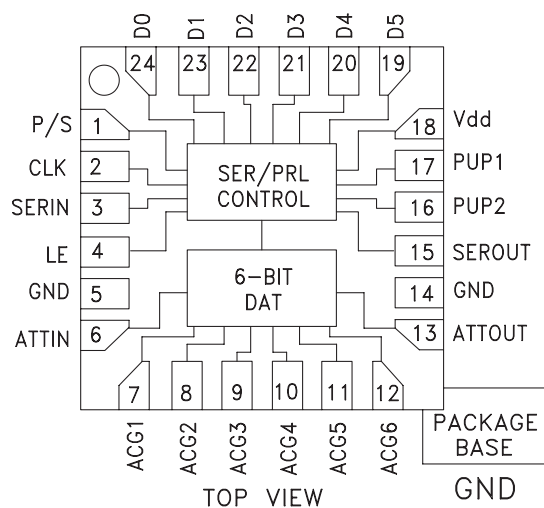 D0 D1 D2 D3 D4 D5
24 23 22 21 20 19
P/S 1 18 Vdd
CLK 2 17 PUP1
SERIN 3 16 PUP2
LE 4 15 SEROUT
GND 5 14 GND
ATTIN 6 13 ATTOUT
SER/PRL
CONTROL
6-BIT
DAT
7 8 9 10 11 12
ACG1 ACG2 ACG3 ACG4 ACG5 ACG6
PACKAGE
BASE
GND
TOP VIEW